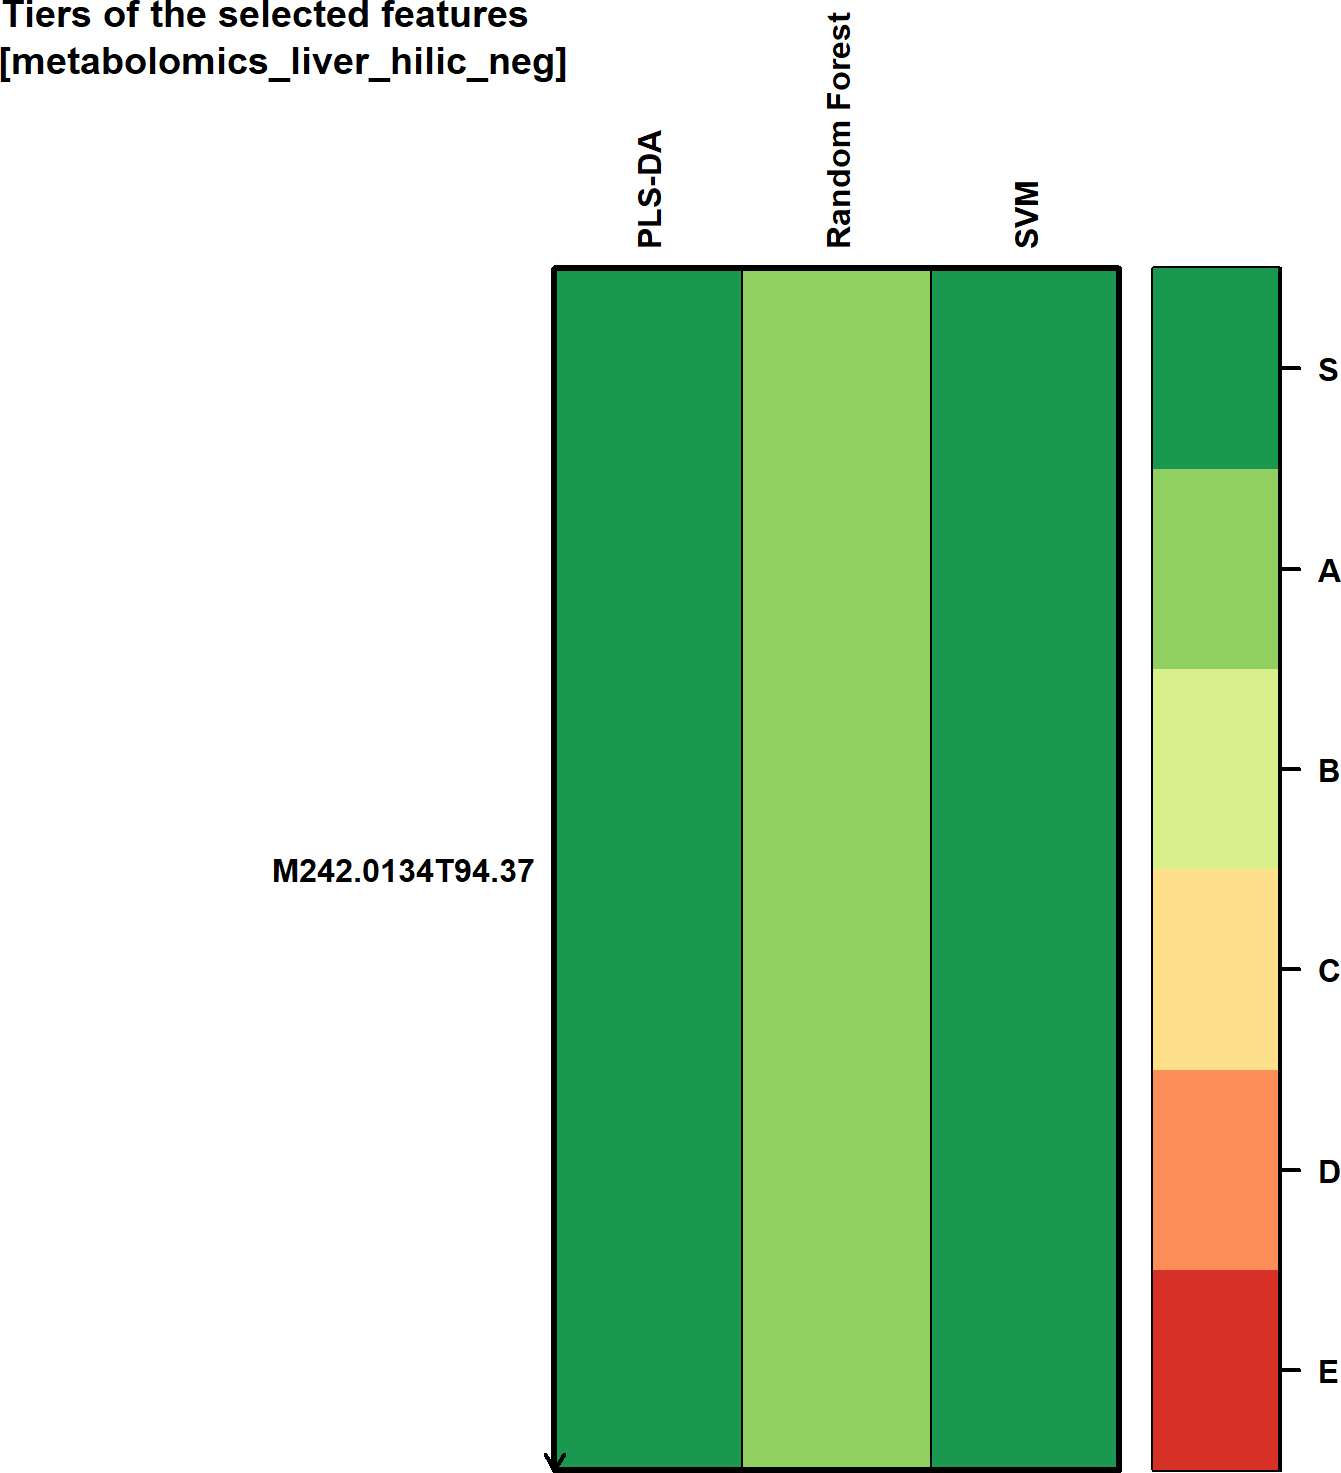 Tiers of the selected features
[metabolomics_liver_hilic_neg]
PLS-DA
Random Forest
SVM
M242.0134T94.37
S
A
B
C
D
E